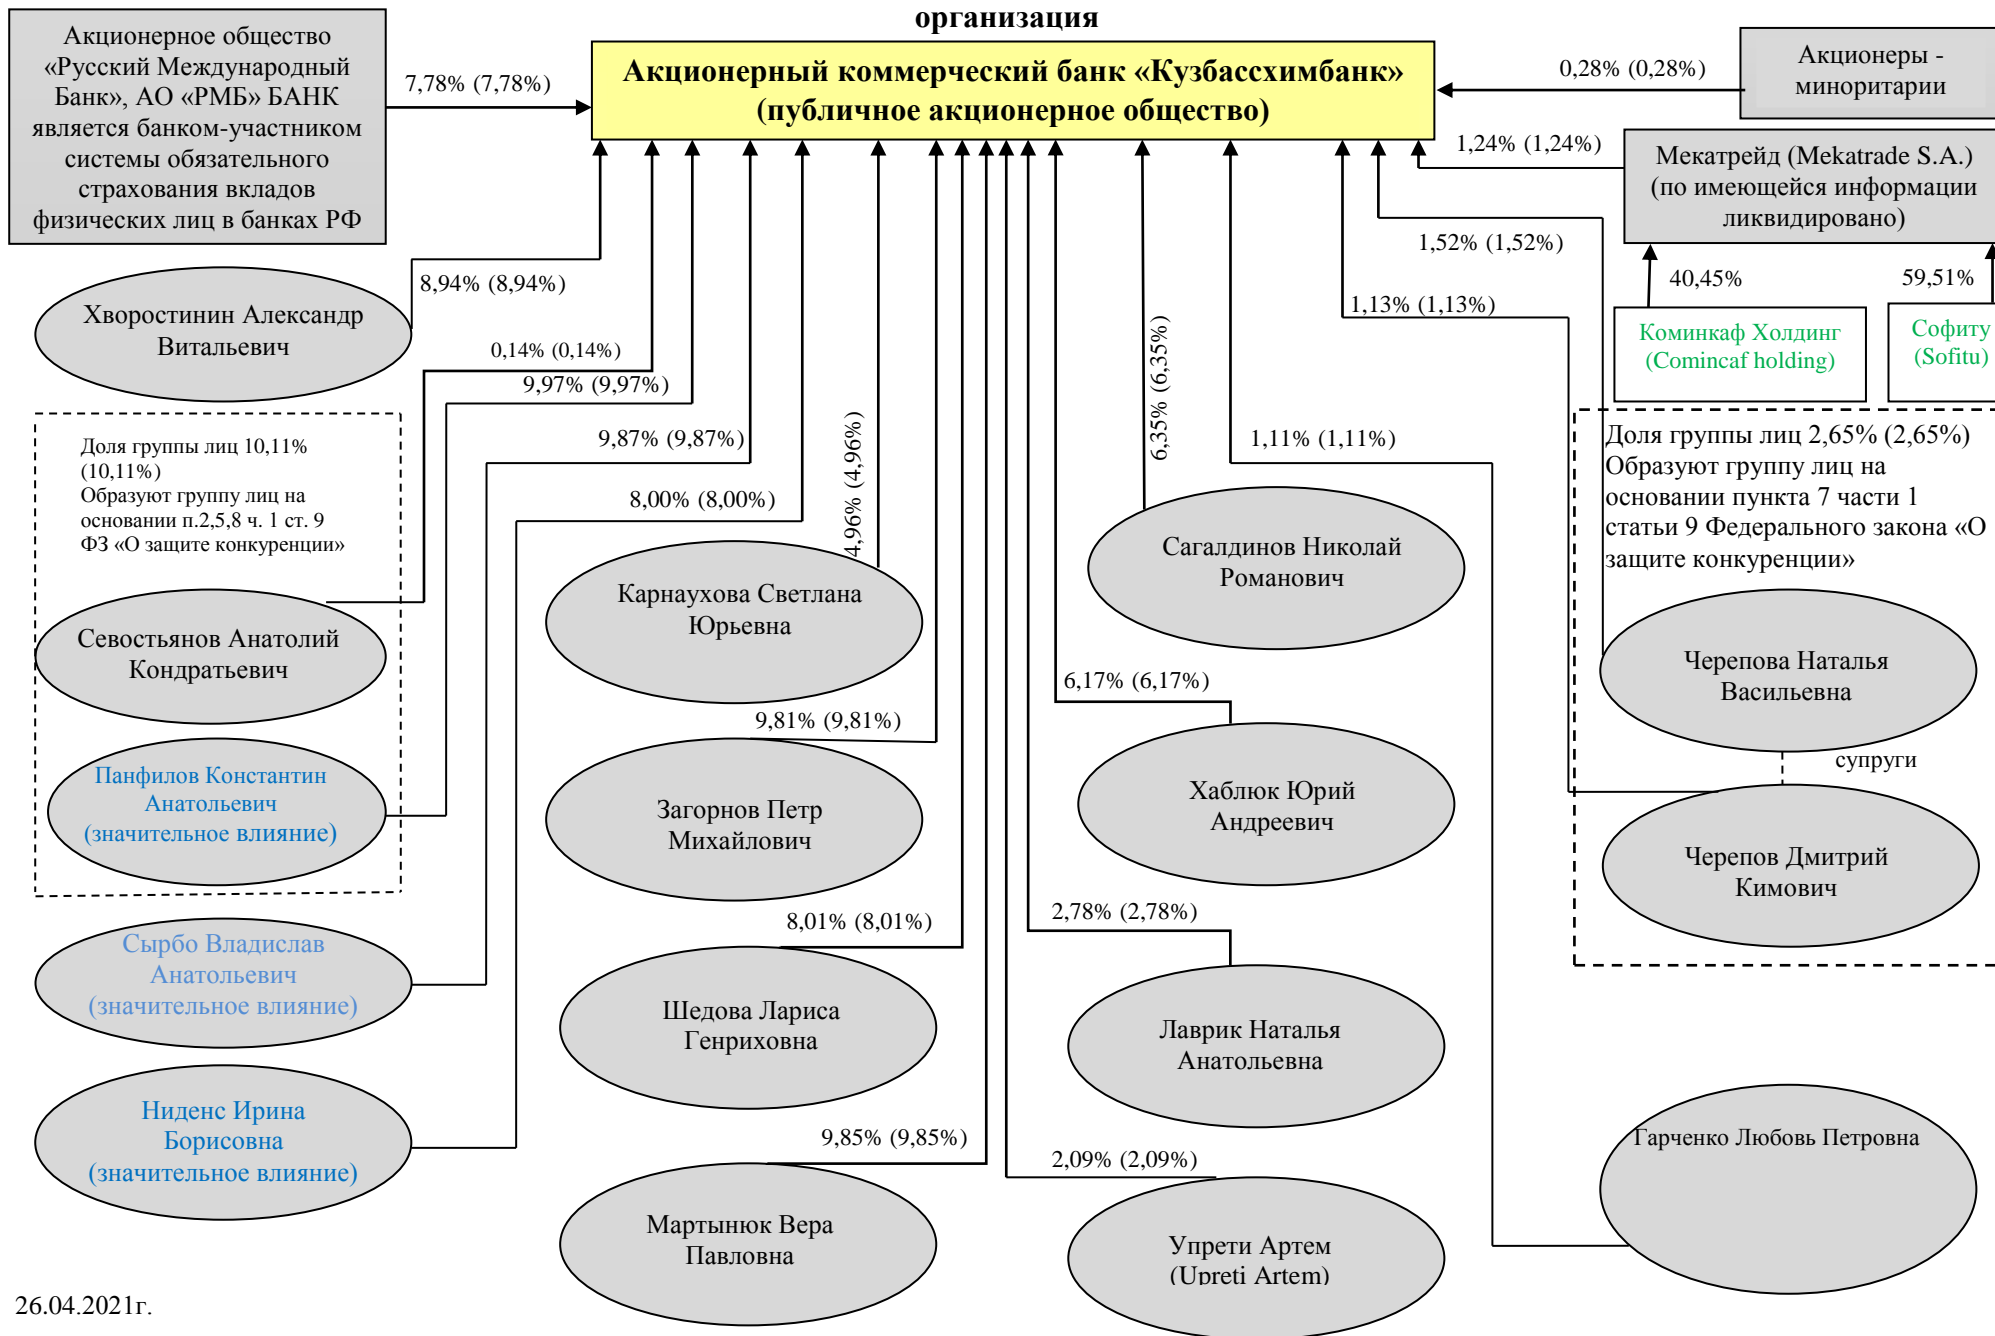 организация
Акционерное общество
«Русский Международный
Банк», АО «РМБ» БАНК
является банком-участником
системы обязательного
страхования вкладов
физических лиц в банках РФ
7,78% (7,78%)
Акционерный коммерческий банк «Кузбассхимбанк»
(публичное акционерное общество)
0,28% (0,28%)
Акционеры -
миноритарии
1,24% (1,24%)
Мекатрейд (Mekatrade S.A.)
(по имеющейся информации
ликвидировано)
1,52% (1,52%)
40,45%
59,51%
Коминкаф Холдинг
(Comincaf holding)
Софиту
(Sofitu)
8,94% (8,94%)
Хворостинин Александр
Витальевич
0,14% (0,14%)
9,97% (9,97%)
9,87% (9,87%)
8,00% (8,00%)
4,96% (4,96%)
6,35% (6,35%)
1,13% (1,13%)
1,11% (1,11%)
Доля группы лиц 10,11%
(10,11%)
Образуют группу лиц на
основании п.2,5,8 ч. 1 ст. 9
ФЗ «О защите конкуренции»
Доля группы лиц 2,65% (2,65%)
Образуют группу лиц на
основании пункта 7 части 1
статьи 9 Федерального закона «О
защите конкуренции»
Севостьянов Анатолий
Кондратьевич
Карнаухова Светлана
Юрьевна
Сагалдинов Николай
Романович
Черепова Наталья
Васильевна
супруги
Черепов Дмитрий
Кимович
Панфилов Константин
Анатольевич
(значительное влияние)
9,81% (9,81%)
Загорнов Петр
Михайлович
6,17% (6,17%)
Хаблюк Юрий
Андреевич
Сырбо Владислав
Анатольевич
(значительное влияние)
8,01% (8,01%)
Шедова Лариса
Генриховна
2,78% (2,78%)
Лаврик Наталья
Анатольевна
Ниденс Ирина
Борисовна
(значительное влияние)
9,85% (9,85%)
Мартынюк Вера
Павловна
2,09% (2,09%)
Упрети Артем
(Upreti Artem)
Гарченко Любовь Петровна
26.04.2021г.